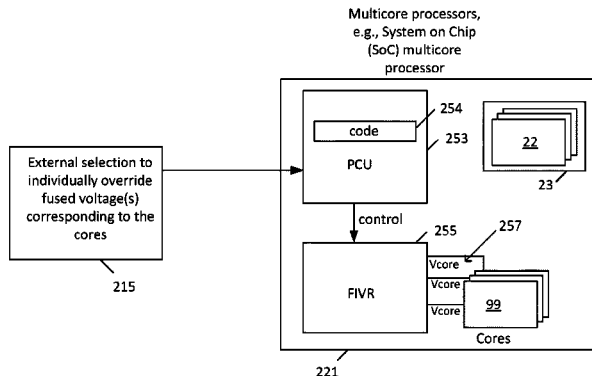 Multicore processors,
e.g., System on Chip
(SoC) multicore
processor
254
code
253
PCU
22
23
External selection to
individually override
fused voltage(s)
corresponding to the
cores
215
control
255
257
FIVR
Vcore
Vcore
Vcore
99
Cores
221